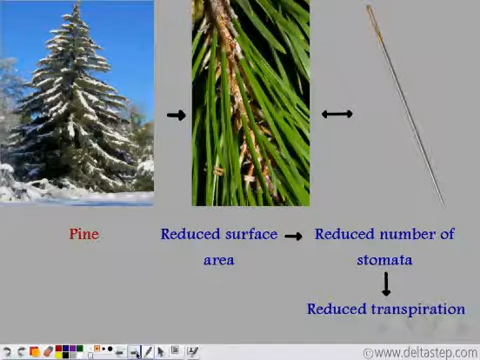 Pine
Reduced surface
area
Reduced number of
stomata
Reduced transpiration
©www.deltastep.com